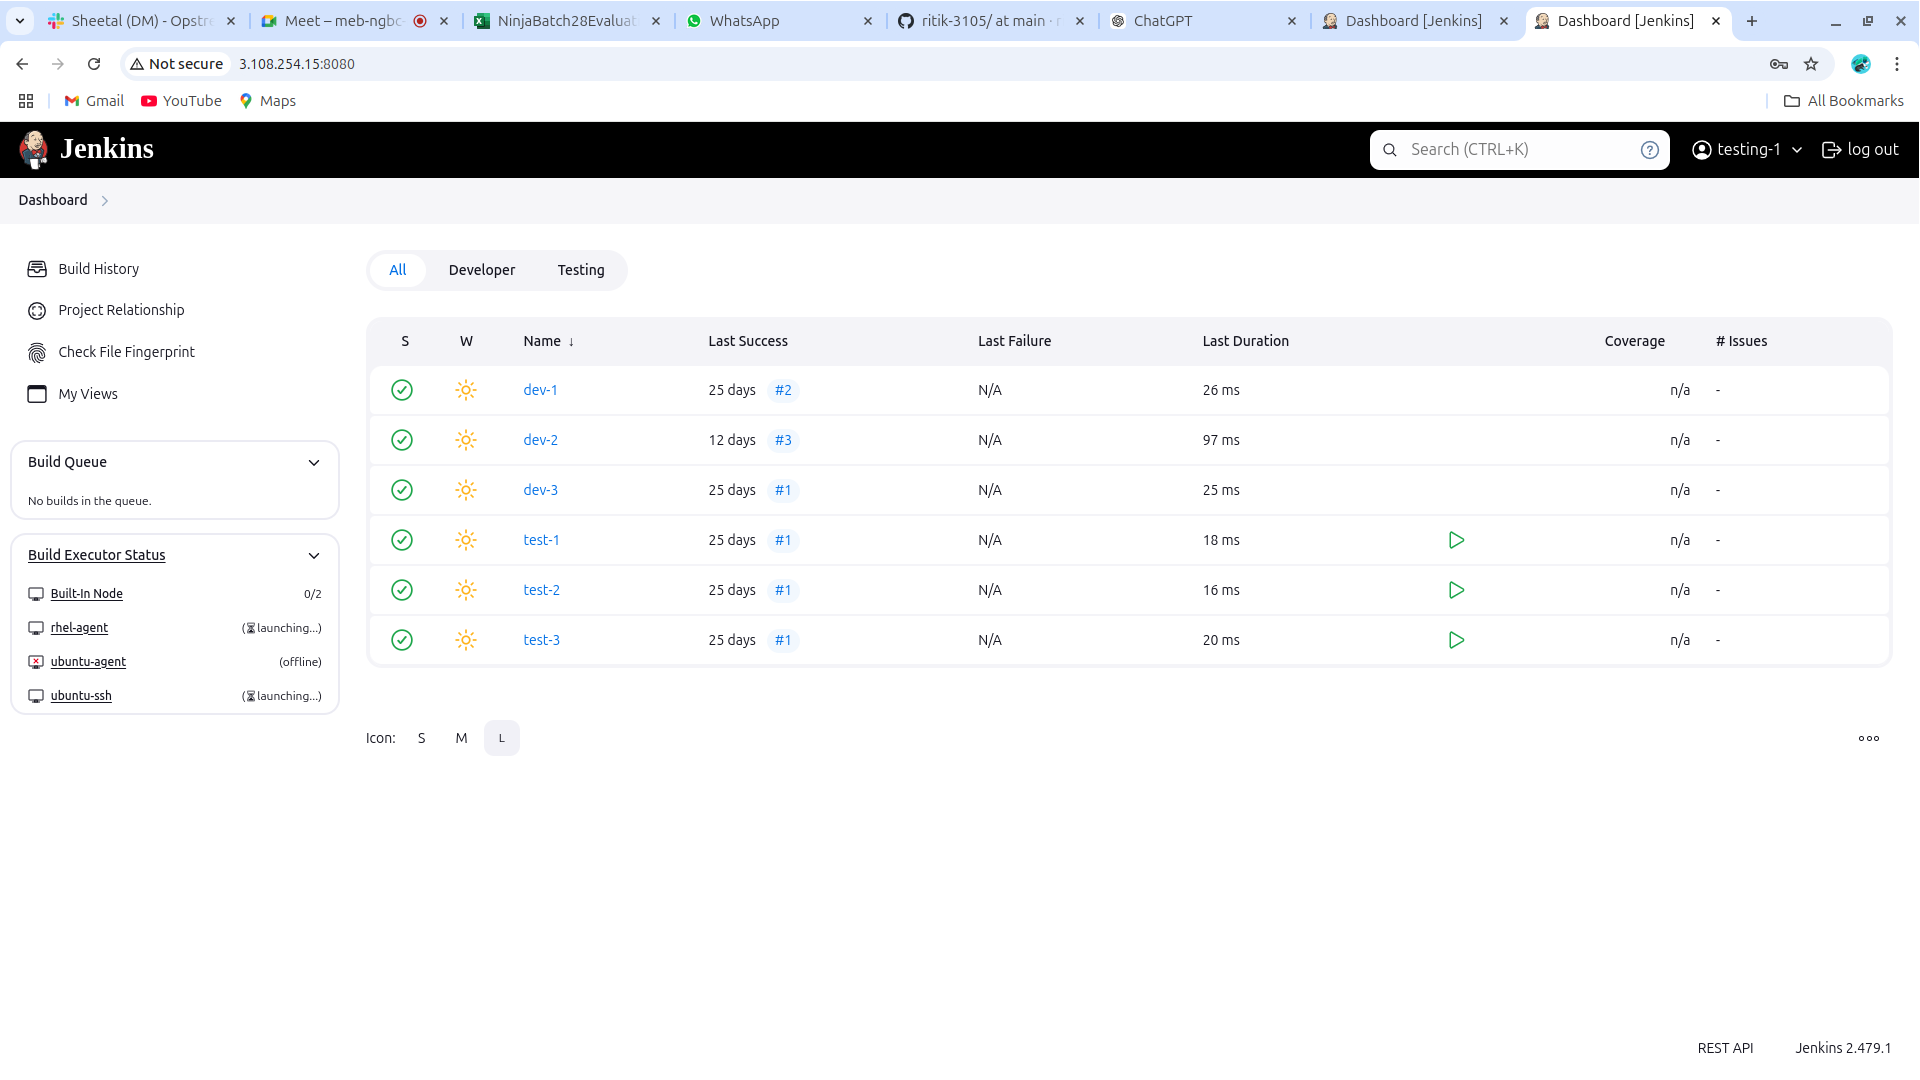 Sheetal (DM) - Opstre
Meet – meb-ngbc-
NinjaBatch28Evaluat
WhatsApp
ritik-3105/ at main · r
ChatGPT
Dashboard [Jenkins]
Dashboard [Jenkins]
Not secure 3.108.254.15:8080
Gmail YouTube Maps All Bookmarks
Jenkins Search (CTRL+K) ? testing-1 log out
Dashboard
Build History
Project Relationship
Check File Fingerprint
My Views
Build Queue
No builds in the queue.
Build Executor Status
Built-In Node 0/2
rhel-agent (⌛launching...)
ubuntu-agent (offline)
ubuntu-ssh (⌛launching...)
All Developer Testing
S W Name ↓ Last Success Last Failure Last Duration Coverage # Issues
dev-1 25 days #2 N/A 26 ms n/a -
dev-2 12 days #3 N/A 97 ms n/a -
dev-3 25 days #1 N/A 25 ms n/a -
test-1 25 days #1 N/A 18 ms n/a -
test-2 25 days #1 N/A 16 ms n/a -
test-3 25 days #1 N/A 20 ms n/a -
Icon: S M L
REST API Jenkins 2.479.1